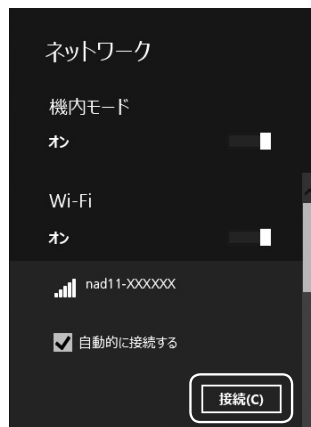 ネットワーク
機内モード
オン
Wi-Fi
オン
nad11-XXXXXX
自動的に接続する
接続(C)